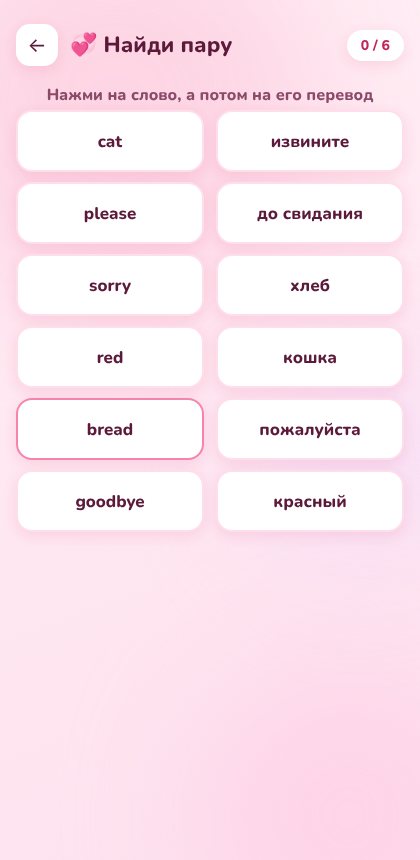 💞 Найди пару
0 / 6
Нажми на слово, а потом на его перевод
cat
извините
please
до свидания
sorry
хлеб
red
кошка
bread
пожалуйста
goodbye
красный